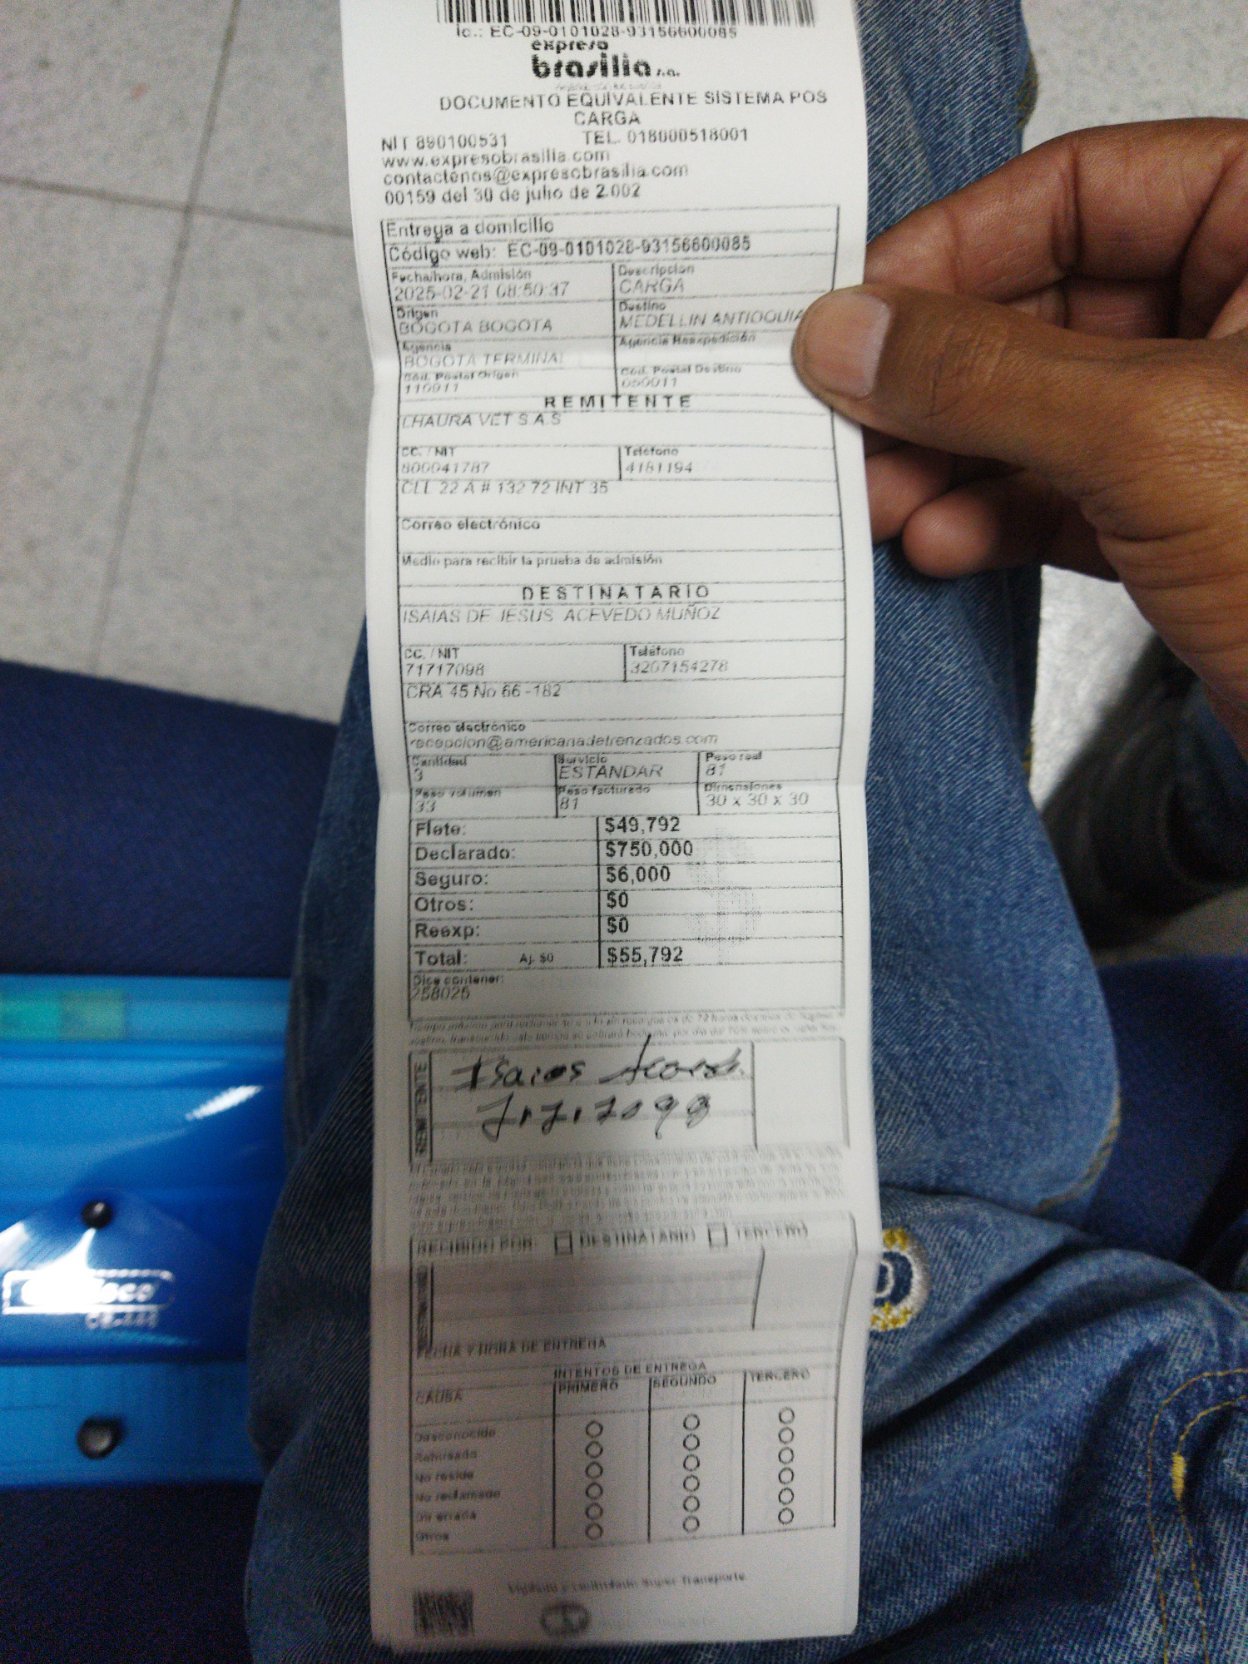 Ic.: EC-09-0101028-93156600085
expreso
brasilia s.a.
DOCUMENTO EQUIVALENTE SISTEMA POS
CARGA
NIT 890100531 TEL. 018000518001
www.expresobrasilia.com
contactenos@expresobrasilia.com
00159 del 30 de julio de 2.002
Entrega a domicilio
Código web: EC-09-0101028-93156600085
Fecha/hora, Admisión Descripción
2025-02-21 08:50:37 CARGA
Origen Destino
BOGOTA BOGOTA MEDELLIN ANTIOQUIA
Agencia Agencia Reexpedición
BOGOTA TERMINAL
Cod. Postal Origen Cod. Postal Destino
110911 050011
REMITENTE
CHAURA VET S.A.S
CC. / NIT Teléfono
800041787 4181194
CLL 22 A # 132 72 INT 35
Correo electrónico
Medio para recibir la prueba de admisión
DESTINATARIO
ISAIAS DE JESUS ACEVEDO MUÑOZ
CC. / NIT Teléfono
71717098 3207154278
CRA 45 No 66 -182
Correo electrónico
recepcion@americanadetrenzados.com
Cantidad Servicio Peso real
3 ESTANDAR 81
Peso volumen Peso facturado Dimensiones
33 81 30 x 30 x 30
Flete: $49,792
Declarado: $750,000
Seguro: $6,000
Otros: $0
Reexp: $0
Total: Aj. $0 $55,792
Dice contener:
258026
REMITENTE
Isaias
RECIBIDO POR: DESTINATARIO TERCERO
FECHA Y HORA DE ENTREGA
INTENTOS DE ENTREGA
CAUSA PRIMERO SEGUNDO TERCERO
Desconocido
Rehusado
No reside
No reclamado
Dir errada
Otros
Vigilado y controlado Super Transporte